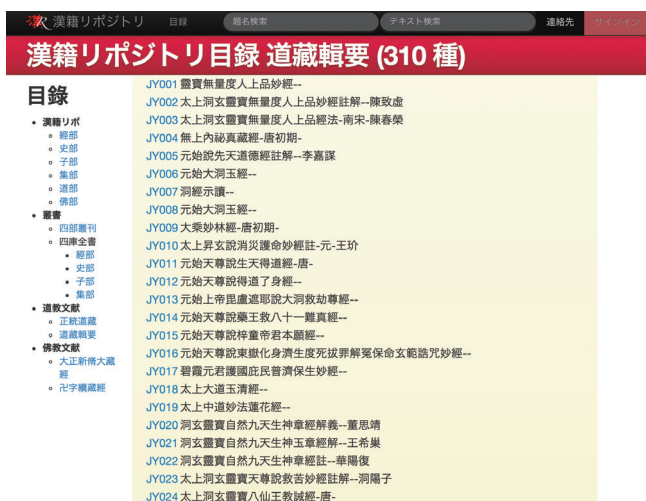 漢籍リポジトリ 目録 題名検索 テキスト検索 連絡先 サインイン
漢籍リポジトリ目録 道藏輯要 (310 種)
目錄
漢籍リポ
経部
史部
子部
集部
道部
佛部
叢書
四部叢刊
四庫全書
経部
史部
子部
集部
道教文献
正統道藏
道藏輯要
佛教文献
大正新脩大藏
經
卍字續藏經
JY001 靈寶無量度人上品妙經--
JY002 太上洞玄靈寶無量度人上品妙經註解--陳致虛
JY003 太上洞玄靈寶無量度人上品經法-南宋-陳春榮
JY004 無上內祕真藏經-唐初期-
JY005 元始說先天道德經註解--李嘉謀
JY006 元始大洞玉經--
JY007 洞經示讀--
JY008 元始大洞玉經--
JY009 大乘妙林經-唐初期-
JY010 太上昇玄說消災護命妙經註-元-王玠
JY011 元始天尊說生天得道經-唐-
JY012 元始天尊說得道了身經--
JY013 元始上帝毘盧遮耶說大洞救劫尊經--
JY014 元始天尊說藥王救八十一難真經--
JY015 元始天尊說梓童帝君本願經--
JY016 元始天尊說東嶽化身濟生度死拔罪解冤保命玄範誥咒妙經--
JY017 碧霞元君護國庇民普濟保生妙經--
JY018 太上大道玉清經--
JY019 太上中道妙法蓮花經--
JY020 洞玄靈寶自然九天生神章經解義--董思靖
JY021 洞玄靈寶自然九天生神玉章經解--王希巢
JY022 洞玄靈寶自然九天生神章經註--華陽復
JY023 太上洞玄靈寶天尊說救苦妙經註解--洞陽子
JY024 太上洞玄靈寶八仙王教誡經-唐-